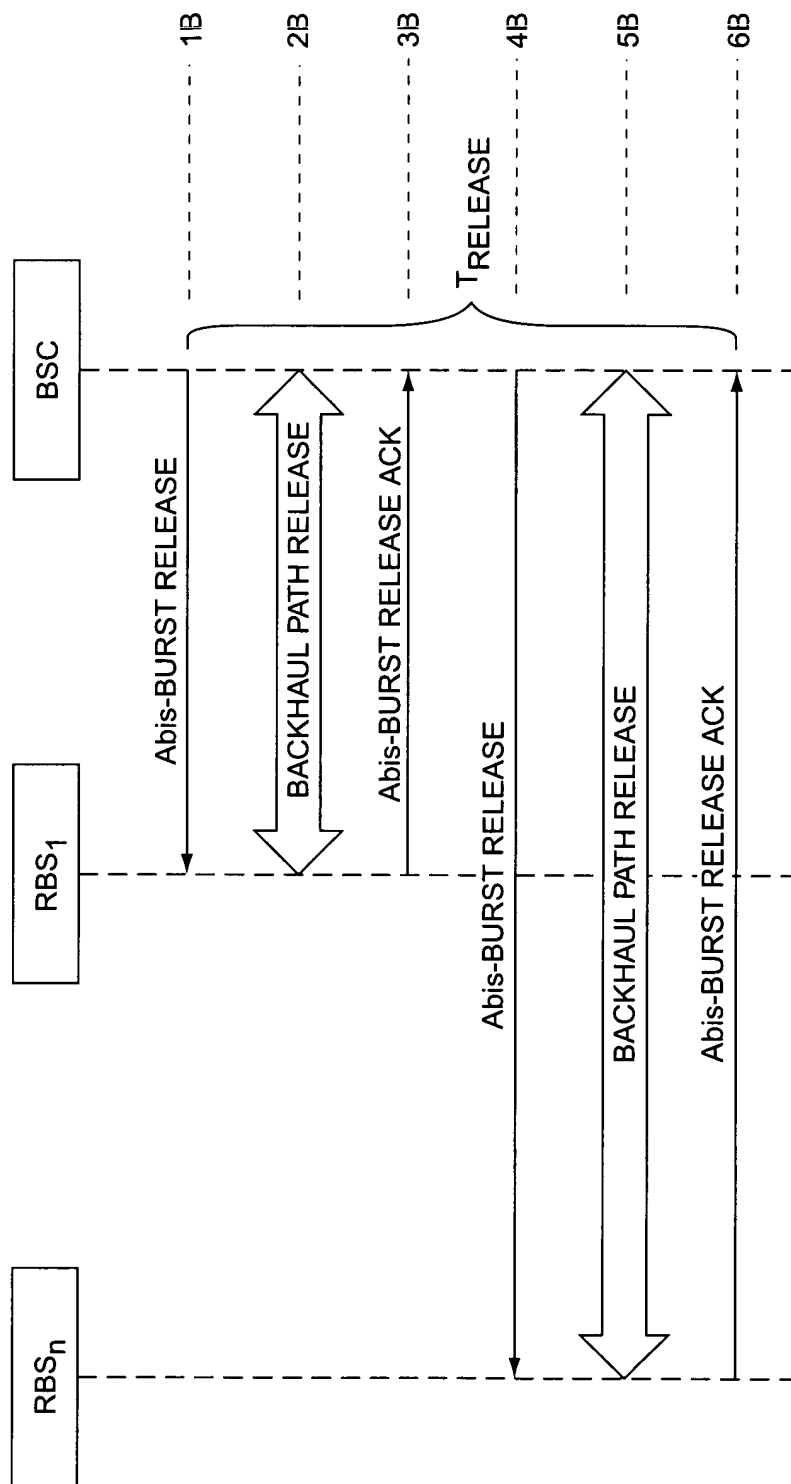 RBSn
RBS1
BSC
Abis-BURST RELEASE
1B
BACKHAUL PATH RELEASE
2B
Abis-BURST RELEASE ACK
3B
TRELEASE
Abis-BURST RELEASE
4B
BACKHAUL PATH RELEASE
5B
Abis-BURST RELEASE ACK
6B